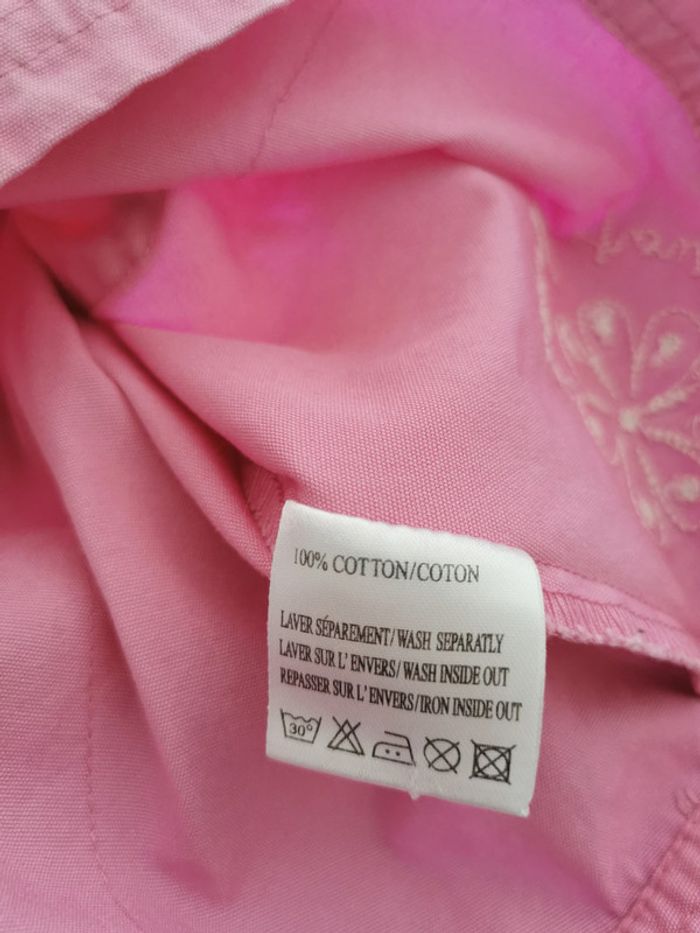 100% COTTON/COTON
LAVER SÉPAREMENT/WASH SEPARATLY
LAVER SUR L'ENVERS/WASH INSIDE OUT
REPASSER SUR L'ENVERS/IRON INSIDE OUT
30°